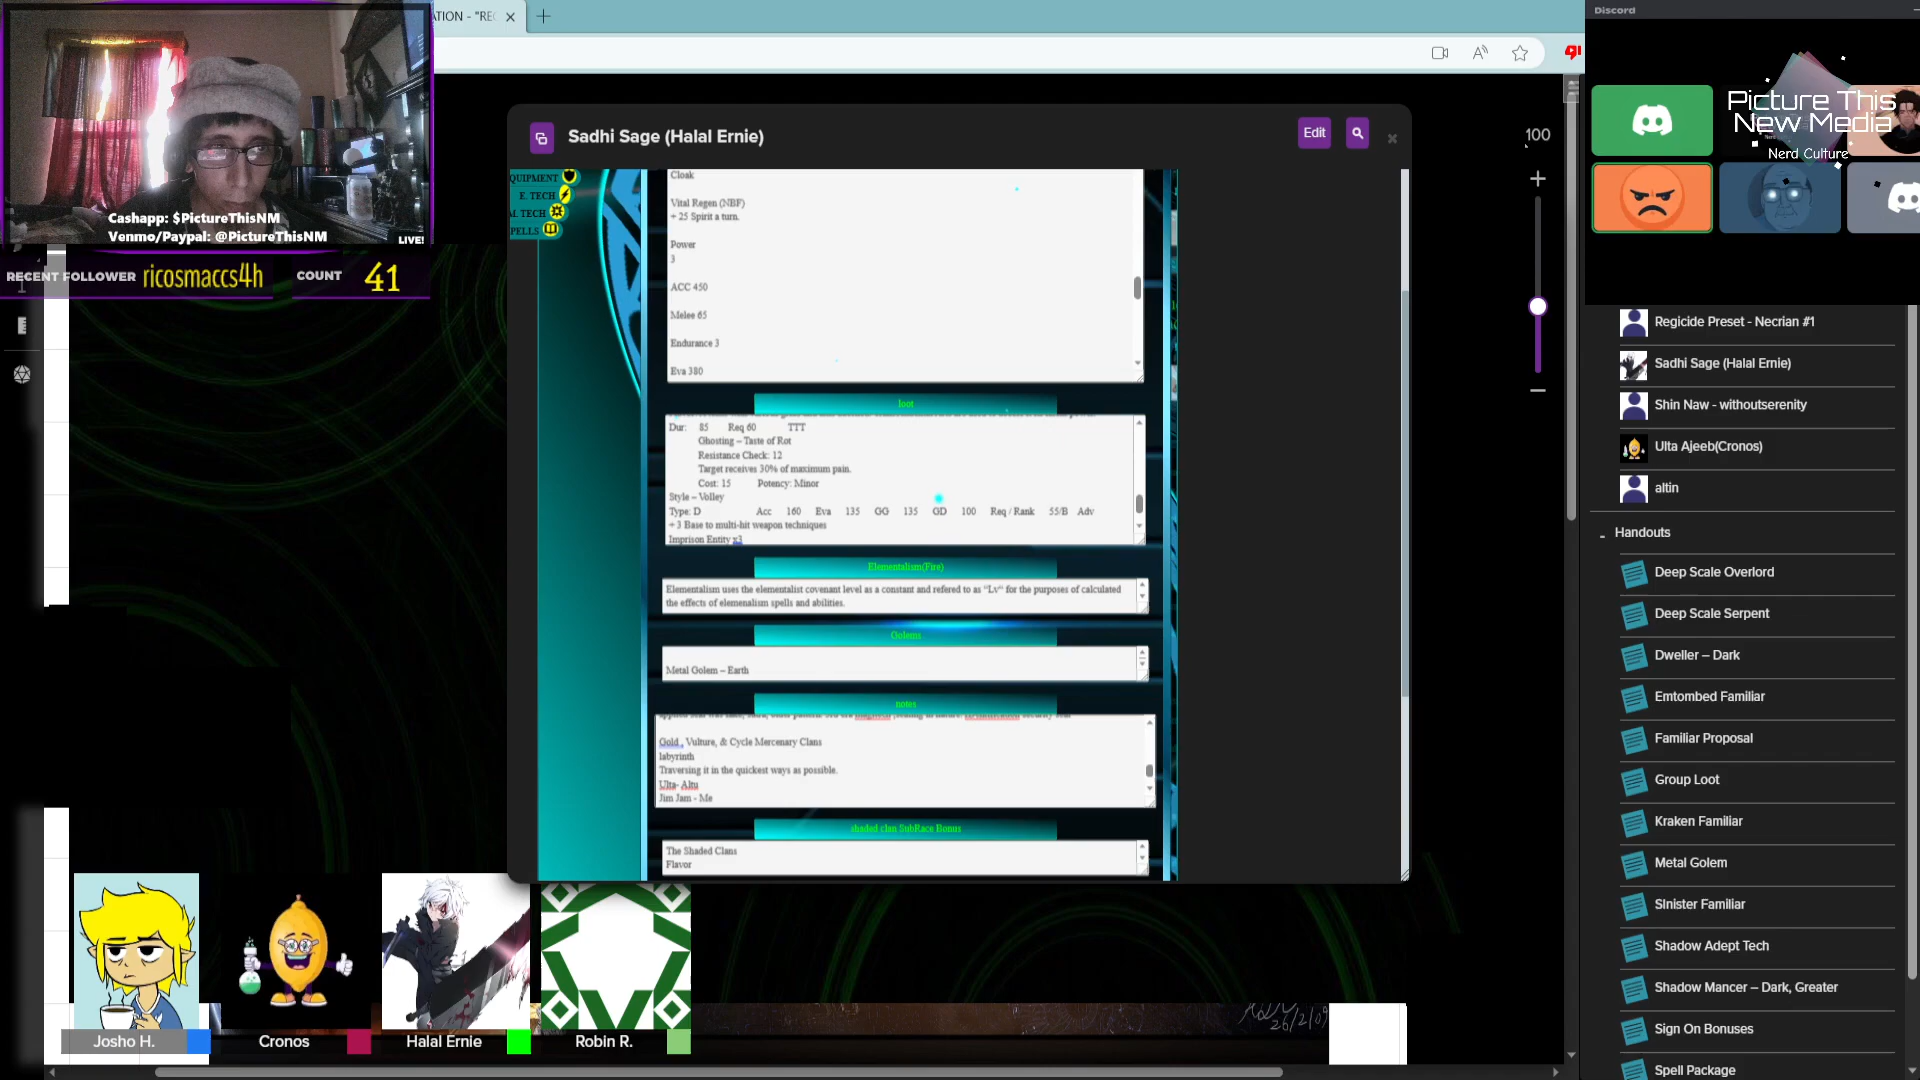 ATION - "REC
Cashapp: $PictureThisNM
Venmo/Paypal: @PictureThisNM
LIVE!
RECENT FOLLOWER ricosmaccs4h COUNT 41
Sadhi Sage (Halal Ernie)
Edit
100
EQUIPMENT
E. TECH
M. TECH
SPELLS
Cloak
Vital Regen (NBF)
+ 25 Spirit a turn.
Power
3
ACC 450
Melee 65
Endurance 3
Eva 380
loot
Dur: 85 Req 60 TTT
Ghosting – Taste of Rot
Resistance Check: 12
Target receives 30% of maximum pain.
Cost: 15 Potency: Minor
Style – Volley
Type: D Acc 160 Eva 135 GG 135 GD 100 Req / Rank 55/B Adv
+ 3 Base to multi-hit weapon techniques
Imprison Entity x3
Elementalism(Fire)
Elementalism uses the elementalist covenant level as a constant and refered to as "Lv" for the purposes of calculated
the effects of elemenalism spells and abilities.
Golems
Metal Golem – Earth
notes
Gold , Vulture, & Cycle Mercenary Clans
labyrinth
Traversing it in the quickest ways as possible.
Ulta- Altu
Jim Jam - Me
shaded clan SubRace Bonus
The Shaded Clans
Flavor
Josho H.
Cronos
Halal Ernie
Robin R.
26/2/09
Discord
Picture This
New Media
Nerd Culture
Regicide Preset - Necrian #1
Sadhi Sage (Halal Ernie)
Shin Naw - withoutserenity
Ulta Ajeeb(Cronos)
altin
Handouts
Deep Scale Overlord
Deep Scale Serpent
Dweller – Dark
Emtombed Familiar
Familiar Proposal
Group Loot
Kraken Familiar
Metal Golem
SInister Familiar
Shadow Adept Tech
Shadow Mancer – Dark, Greater
Sign On Bonuses
Spell Package